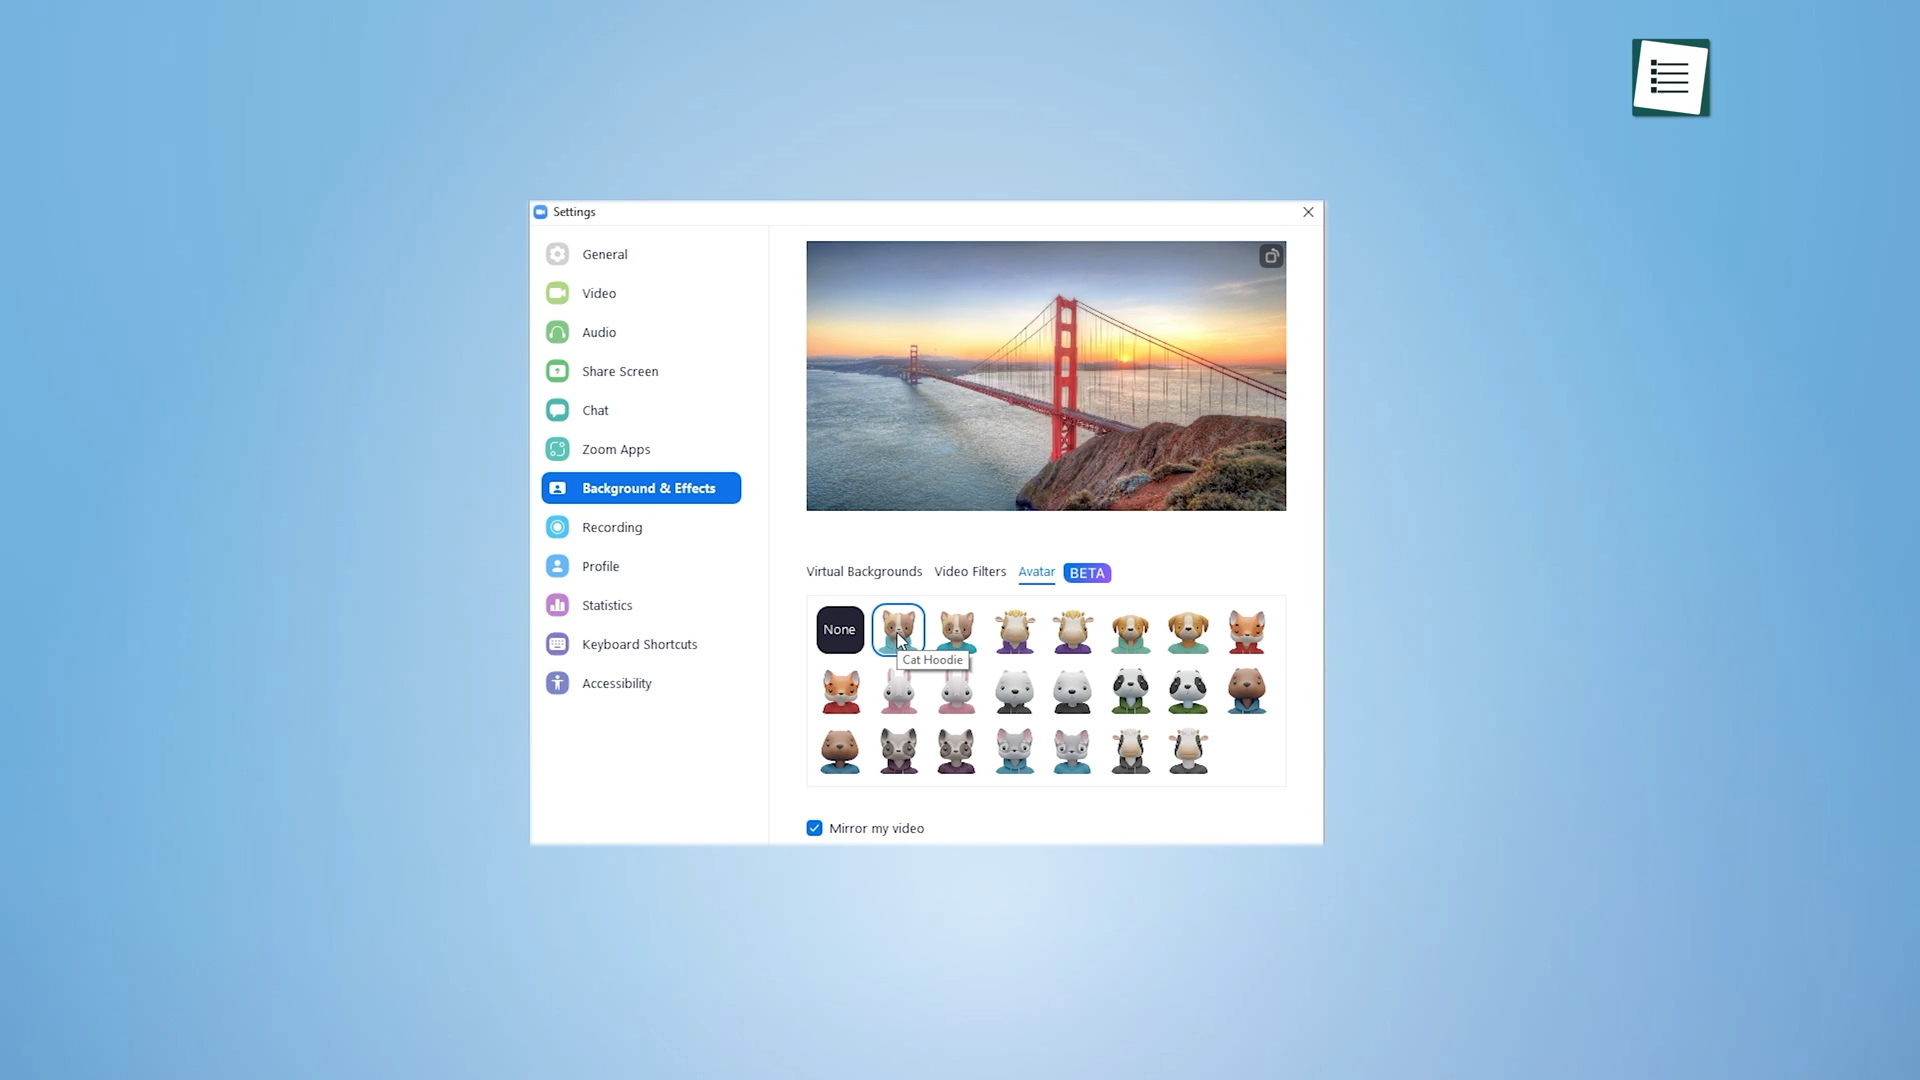 Settings
General
Video
Audio
Share Screen
Chat
Zoom Apps
Background & Effects
Recording
Profile
Statistics
Keyboard Shortcuts
Accessibility
Virtual Backgrounds Video Filters Avatar BETA
None
Cat Hoodie
Mirror my video